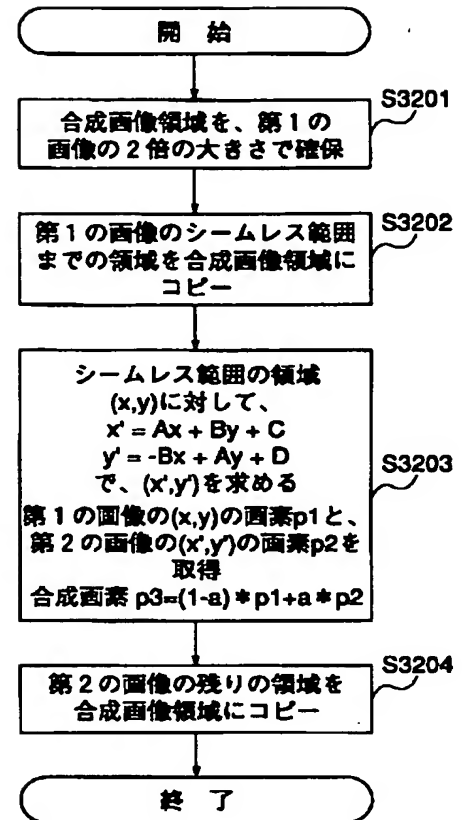 開 始
S3201
合成画像領域を、第１の
画像の２倍の大きさで確保
S3202
第１の画像のシームレス範囲
までの領域を合成画像領域に
コピー
S3203
シームレス範囲の領域
(x,y)に対して、
x' = Ax + By + C
y' = -Bx + Ay + D
で、(x',y')を求める
第１の画像の(x,y)の画素p1と、
第２の画像の(x',y')の画素p2を
取得
合成画素 p3=(1-a)＊p1+a＊p2
S3204
第２の画像の残りの領域を
合成画像領域にコピー
終 了